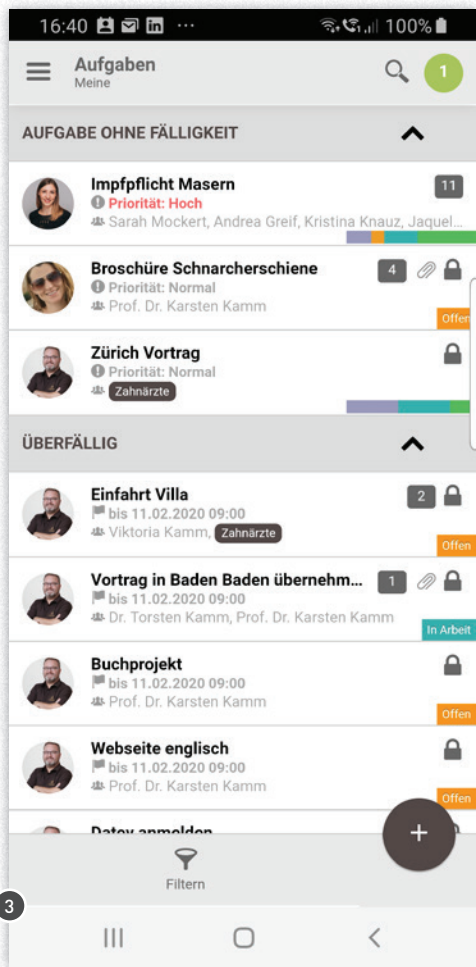 16:40 in ... 100%
Aufgaben
Meine
1
AUFGABE OHNE FÄLLIGKEIT
Impfpflicht Masern 11
Priorität: Hoch
Sarah Mockert, Andrea Greif, Kristina Knauz, Jaquel...
Broschüre Schnarcherschiene 4
Priorität: Normal
Prof. Dr. Karsten Kamm
Offen
Zürich Vortrag
Priorität: Normal
Zahnärzte
ÜBERFÄLLIG
Einfahrt Villa 2
bis 11.02.2020 09:00
Viktoria Kamm, Zahnärzte
Offen
Vortrag in Baden Baden übernehm... 1
bis 11.02.2020 09:00
Dr. Torsten Kamm, Prof. Dr. Karsten Kamm
In Arbeit
Buchprojekt
bis 11.02.2020 09:00
Prof. Dr. Karsten Kamm
Offen
Webseite englisch
bis 11.02.2020 09:00
Prof. Dr. Karsten Kamm
Offen
Datev anmelden
+
Filtern
3